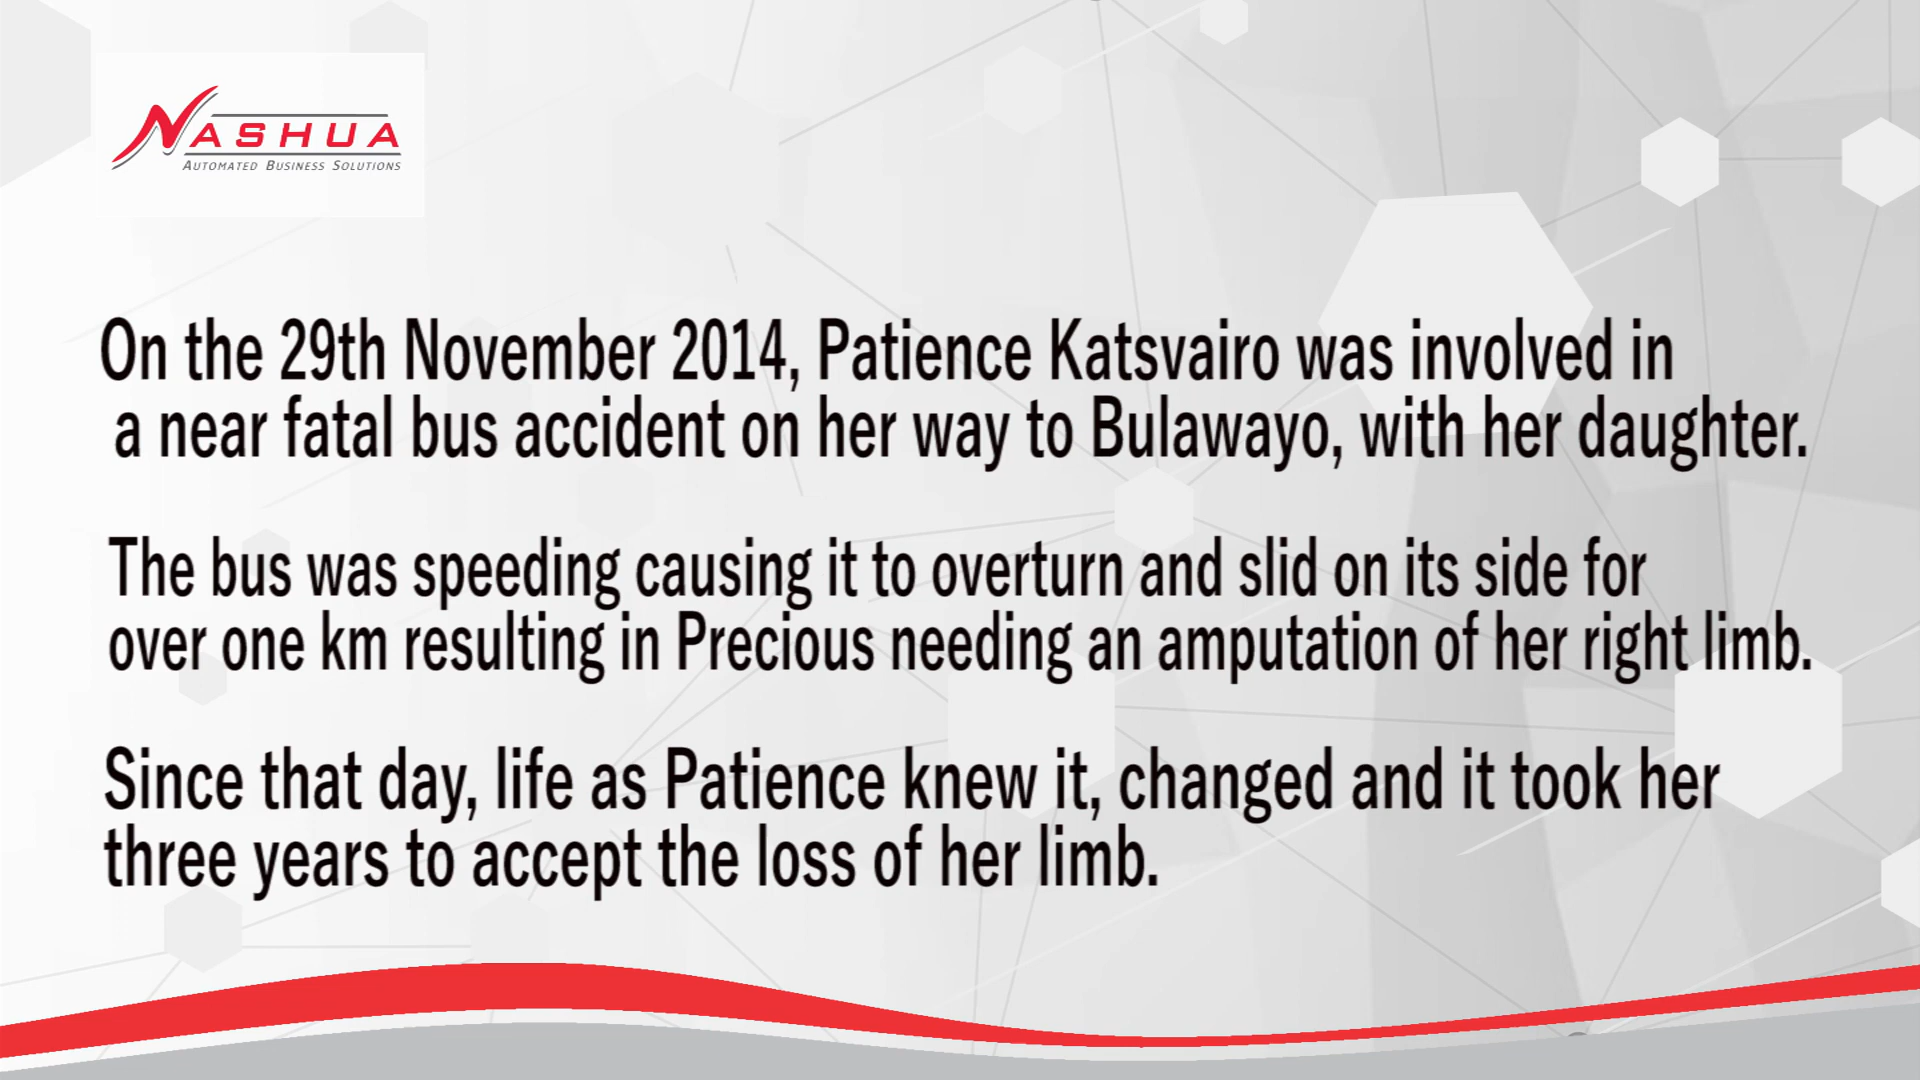 NASHUA
AUTOMATED BUSINESS SOLUTIONS
On the 29th November 2014, Patience Katsvairo was involved in
a near fatal bus accident on her way to Bulawayo, with her daughter.
The bus was speeding causing it to overturn and slid on its side for
over one km resulting in Precious needing an amputation of her right limb.
Since that day, life as Patience knew it, changed and it took her
three years to accept the loss of her limb.